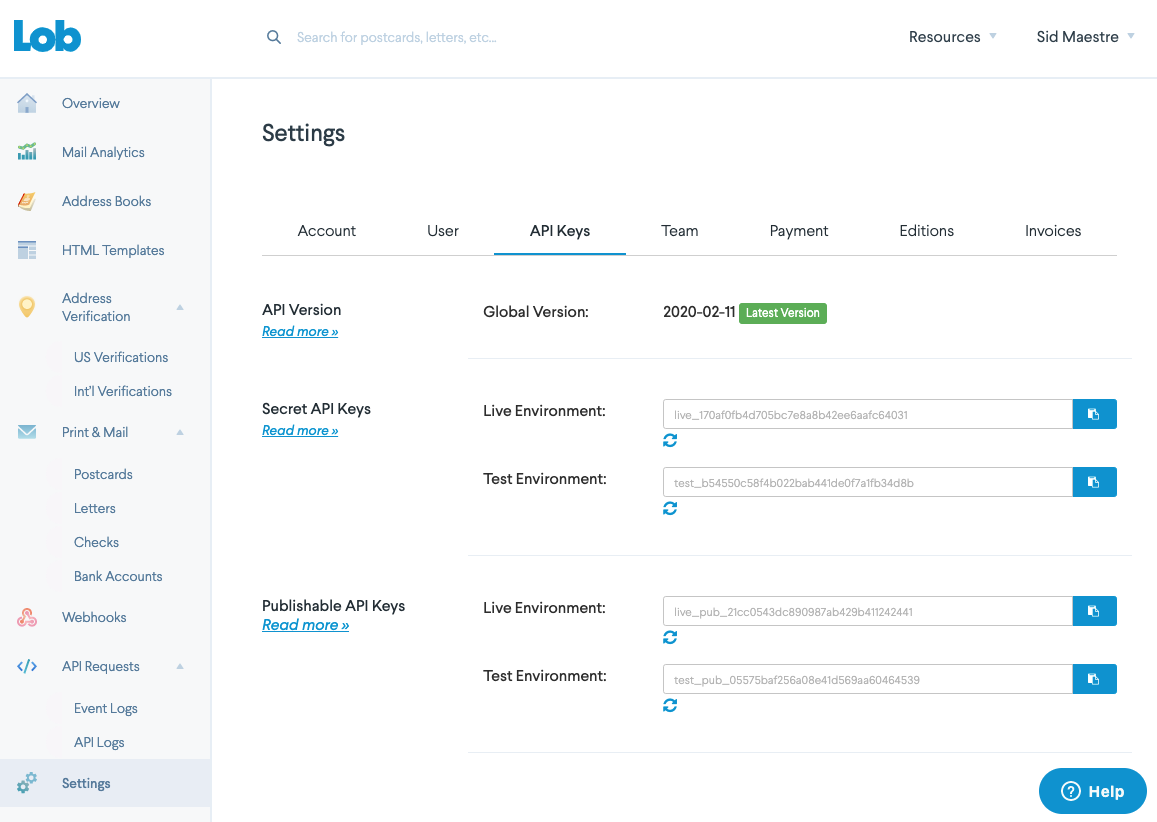 Lob
Search for postcards, letters, etc...
Resources
Sid Maestre
Overview
Mail Analytics
Address Books
HTML Templates
Address
Verification
US Verifications
Int'l Verifications
Print & Mail
Postcards
Letters
Checks
Bank Accounts
Webhooks
API Requests
Event Logs
API Logs
Settings
Settings
Account User API Keys Team Payment Editions Invoices
API Version
Read more »
Global Version: 2020-02-11 Latest Version
Secret API Keys
Read more »
Live Environment: live_170af0fb4d705bc7e8a8b42ee6aafc64031
Test Environment: test_b54550c58f4b022bab441de0f7a1fb34d8b
Publishable API Keys
Read more »
Live Environment: live_pub_21cc0543dc890987ab429b411242441
Test Environment: test_pub_05575baf256a08e41d569aa60464539
Help